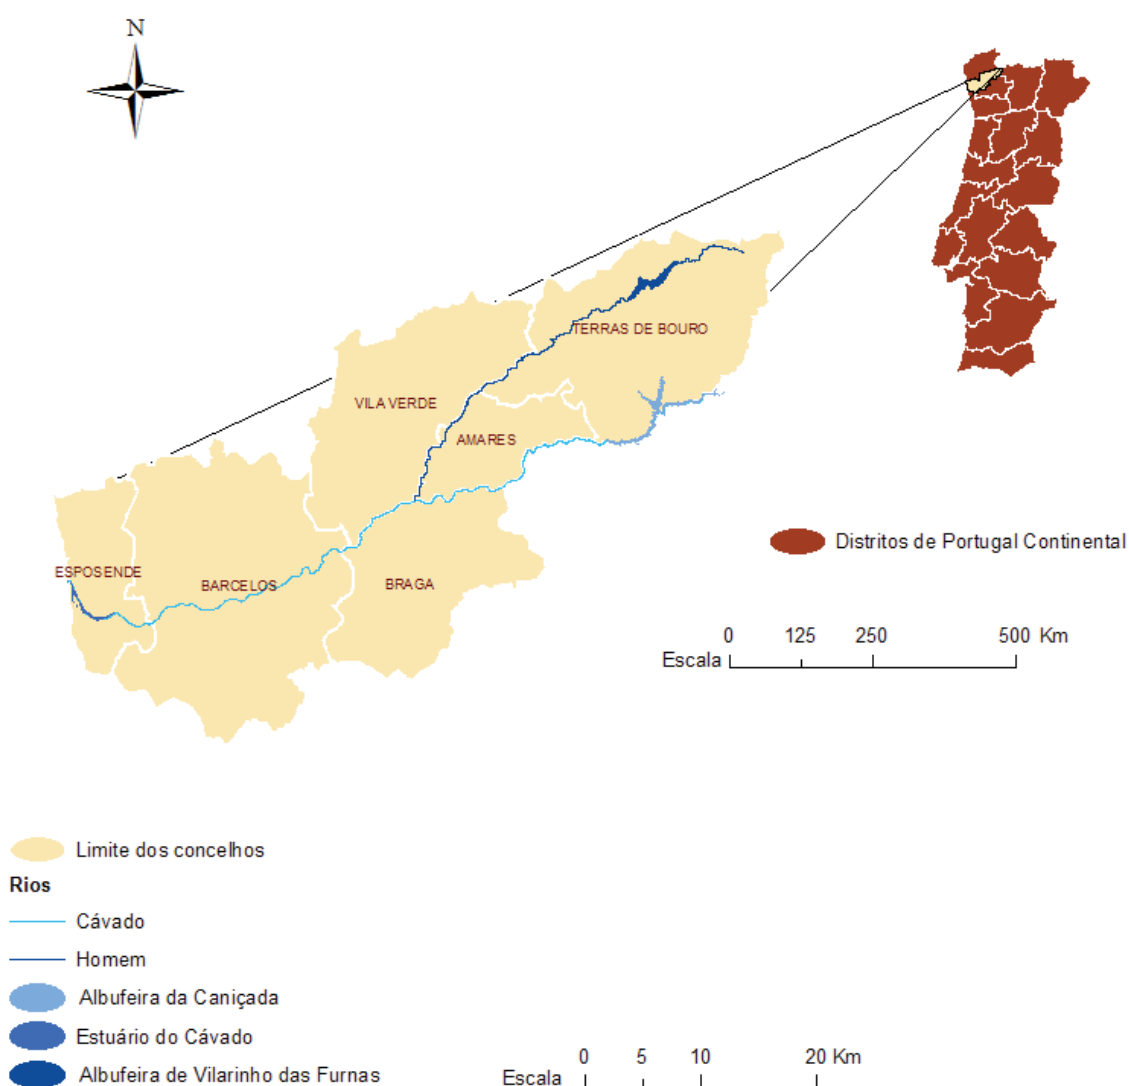 N
TERRAS DE BOURO
VILA VERDE
AMARES
ESPOSENDE
BARCELOS
BRAGA
Distritos de Portugal Continental
0 125 250 500 Km
Escala
Limite dos concelhos
Rios
Cávado
Homem
Albufeira da Caniçada
Estuário do Cávado
Albufeira de Vilarinho das Furnas
0 5 10 20 Km
Escala